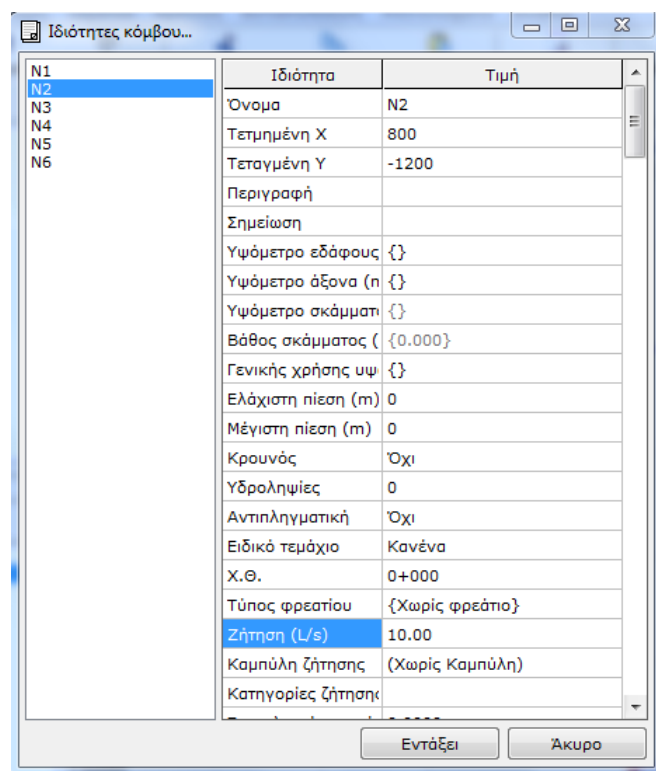 Ιδιότητες κόμβου...
N1
N2
N3
N4
N5
N6
Ιδιότητα Τιμή
Όνομα N2
Τετμημένη X 800
Τεταγμένη Y -1200
Περιγραφή
Σημείωση
Υψόμετρο εδάφους {}
Υψόμετρο άξονα (m {}
Υψόμετρο σκάμματο {}
Βάθος σκάμματος ( {0.000}
Γενικής χρήσης υψ {}
Ελάχιστη πίεση (m) 0
Μέγιστη πίεση (m) 0
Κρουνός Όχι
Υδροληψίες 0
Αντιπληγματική Όχι
Ειδικό τεμάχιο Κανένα
Χ.Θ. 0+000
Τύπος φρεατίου {Χωρίς φρεάτιο}
Ζήτηση (L/s) 10.00
Καμπύλη ζήτησης (Χωρίς Καμπύλη)
Κατηγορίες ζήτησης
Εντάξει Άκυρο